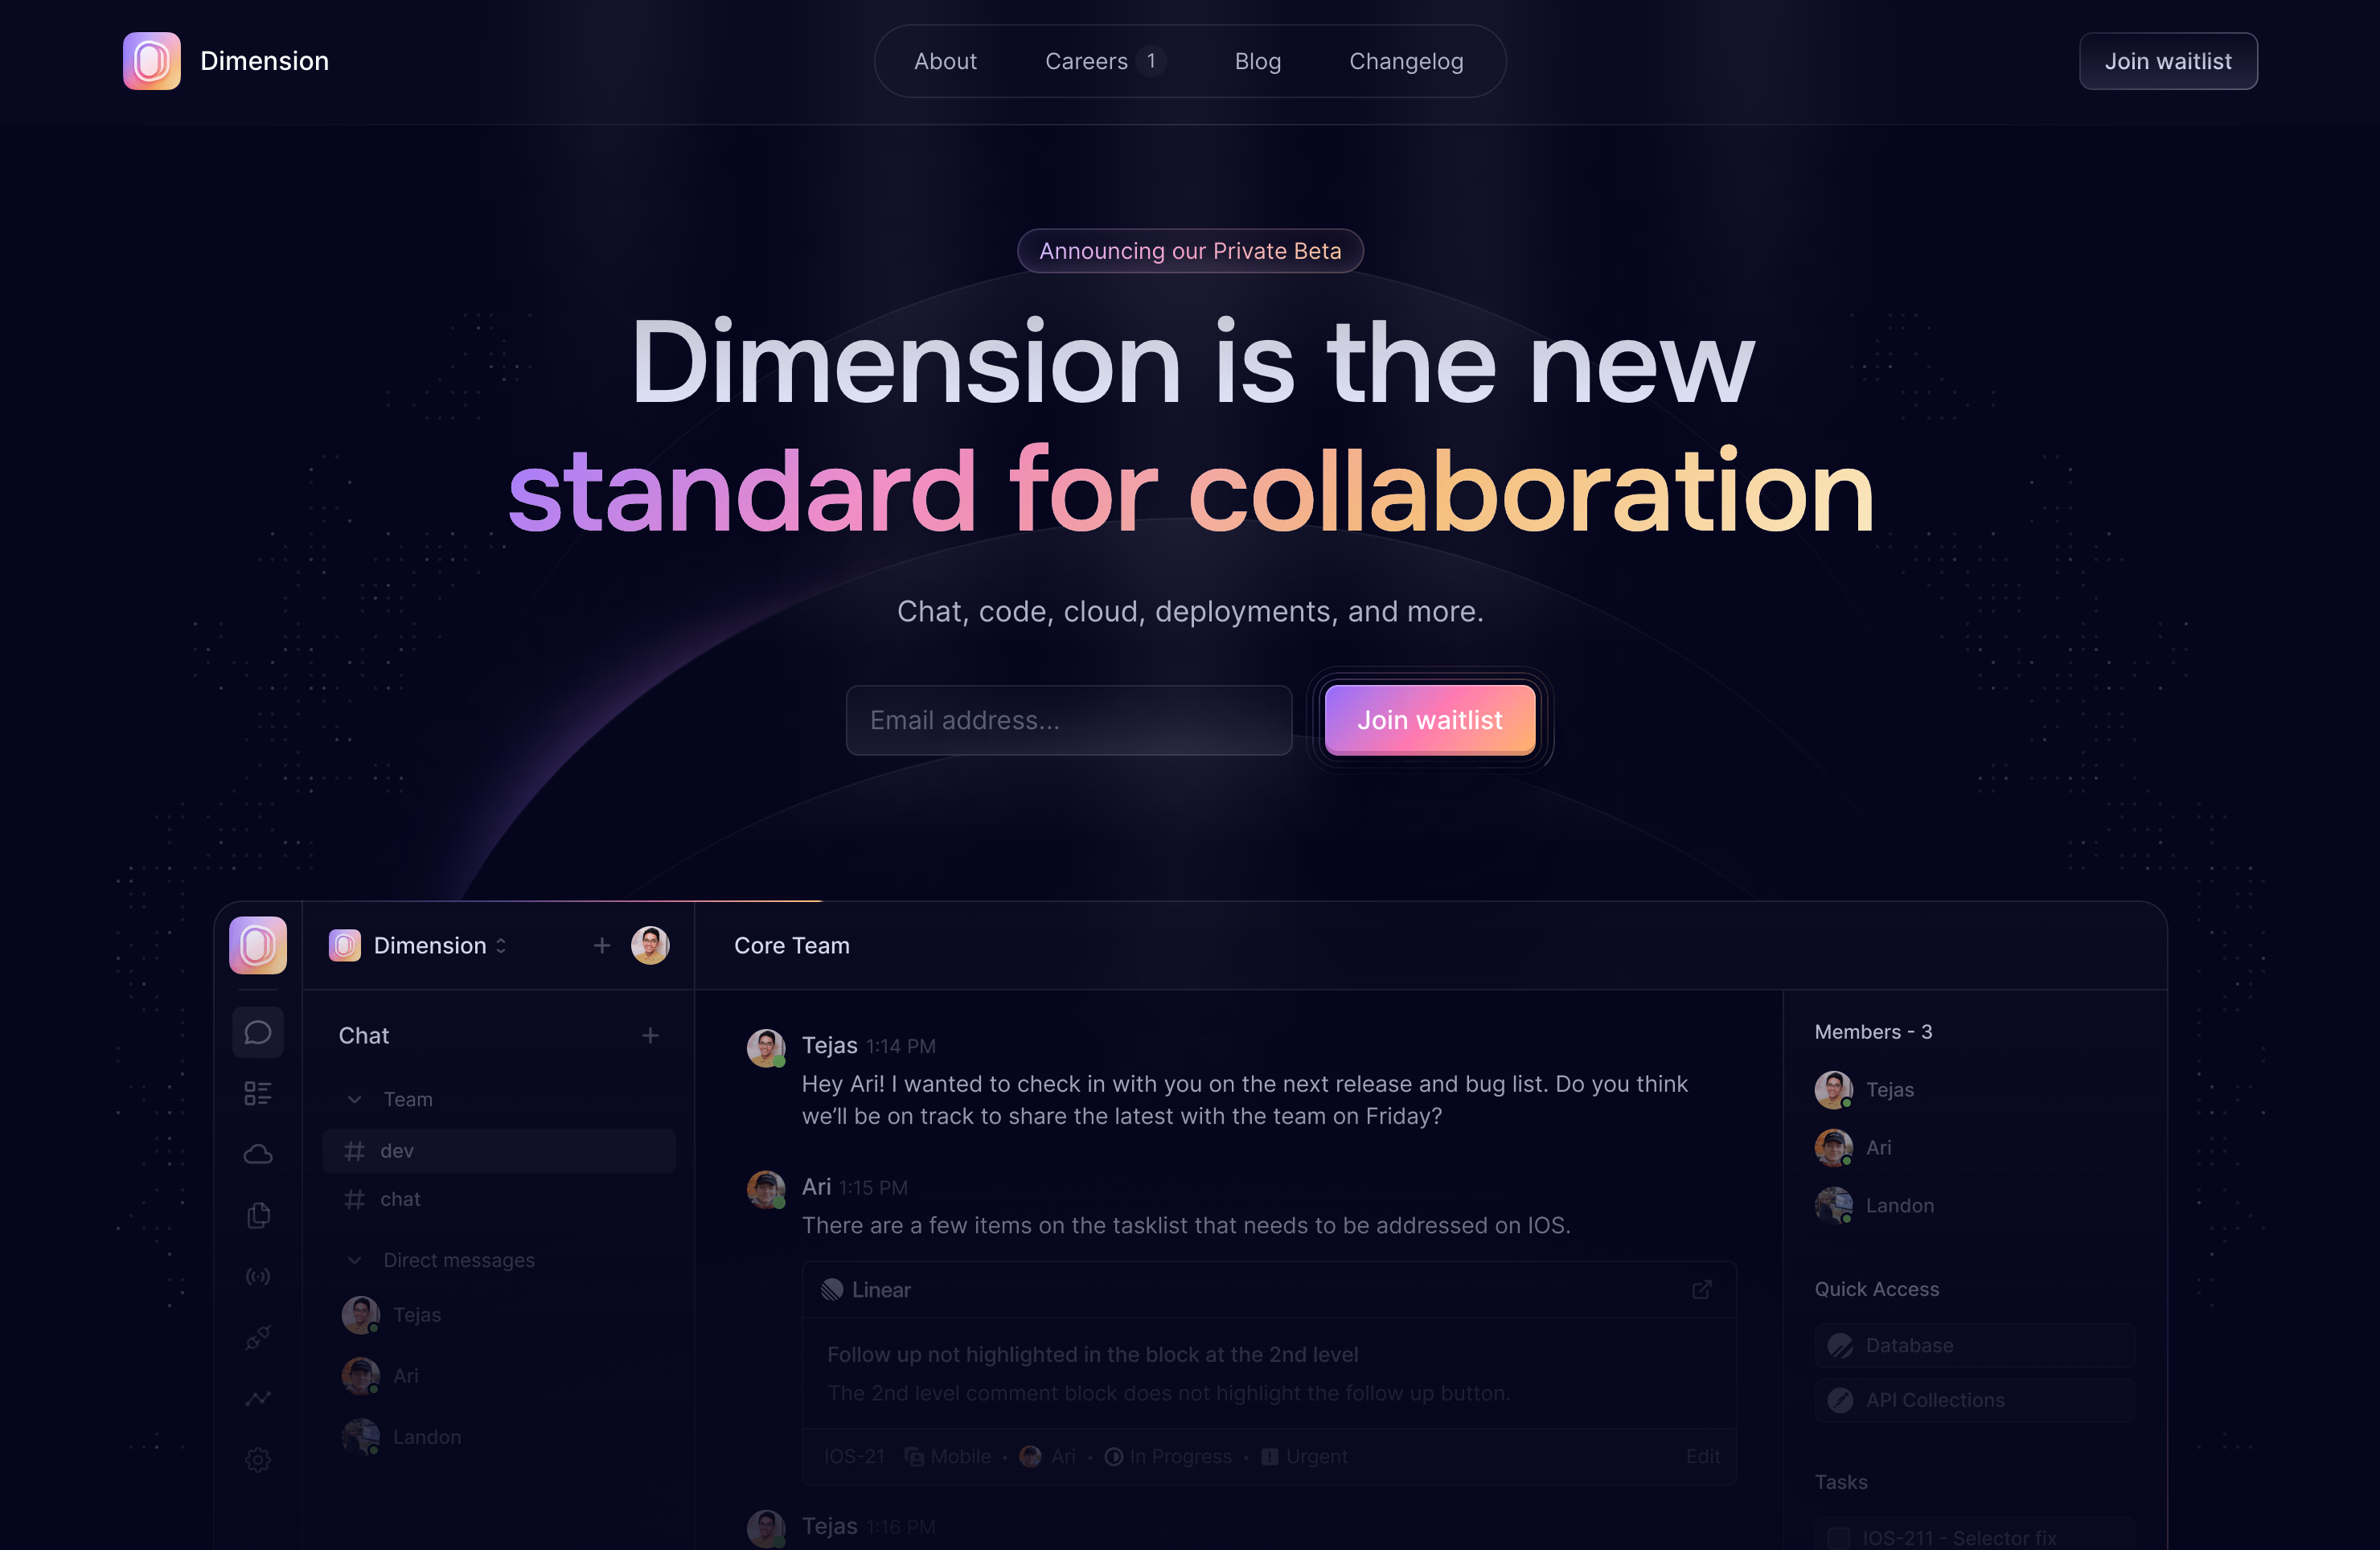 Dimension
About
Careers 1
Blog
Changelog
Join waitlist
Announcing our Private Beta
Dimension is the new
standard for collaboration
Chat, code, cloud, deployments, and more.
Email address...
Join waitlist
Dimension
Core Team
Chat
Team
dev
chat
Direct messages
Tejas
Ari
Landon
Tejas 1:14 PM
Hey Ari! I wanted to check in with you on the next release and bug list. Do you think
we’ll be on track to share the latest with the team on Friday?
Ari 1:15 PM
There are a few items on the tasklist that needs to be addressed on IOS.
Linear
Follow up not highlighted in the block at the 2nd level
The 2nd level comment block does not highlight the follow up button.
IOS-21 Mobile • Ari • In Progress • Urgent Edit
Tejas 1:16 PM
Members - 3
Tejas
Ari
Landon
Quick Access
Database
API Collections
Tasks
IOS-211 - Selector fix